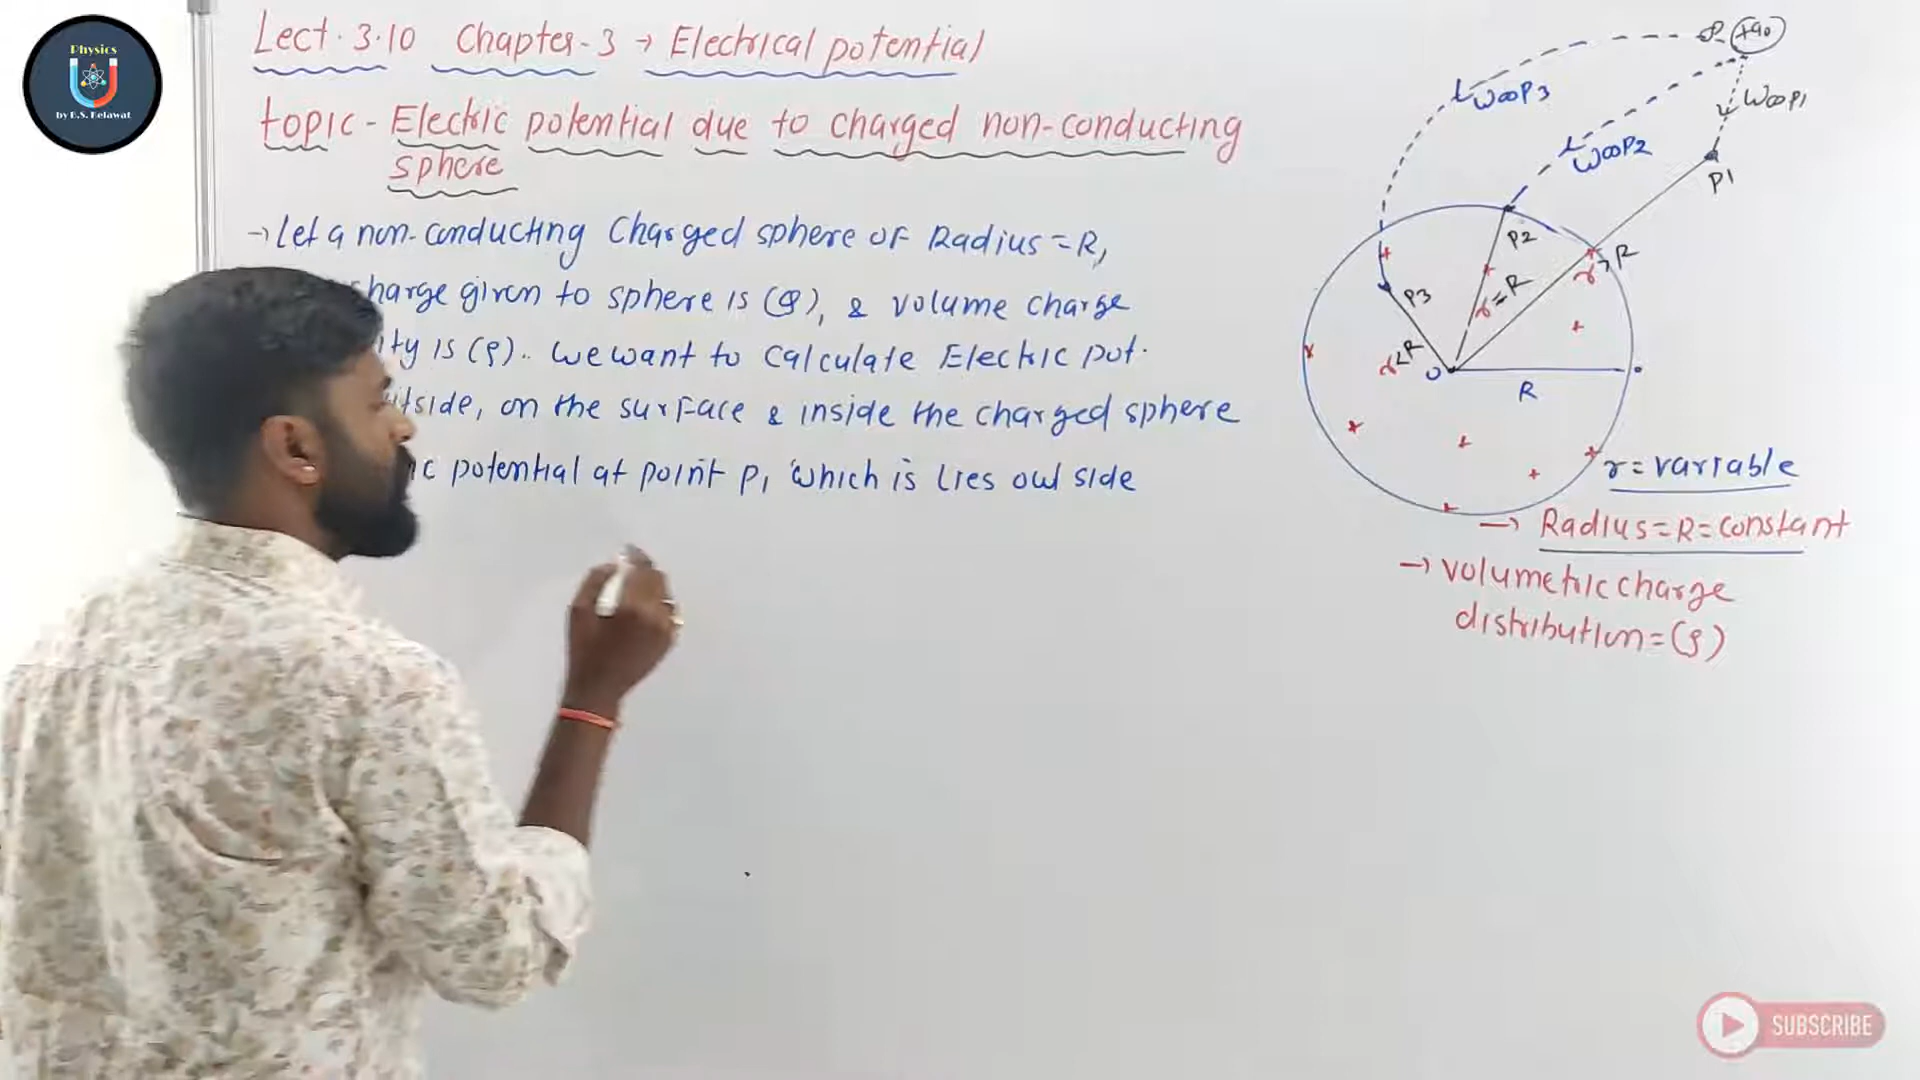 Physics
by B.S. Belawat
Lect. 3.10 Chapter-3 → Electrical potential
topic - Electric potential due to charged non-conducting
sphere
→ Let a non-conducting Charged sphere of Radius = R,
charge given to sphere is (Q), & volume charge
ity is (ρ). we want to calculate Electric pot.
utside, on the surface & inside the charged sphere
ic potential at point P1 which is lies out side
∞ +q0
W∞P3
W∞P1
W∞P2
P1
P2
r > R
P3
r = R
r < R
O
R
r = variable
→ Radius = R = constant
→ volumetric charge
distribution = (ρ)
SUBSCRIBE